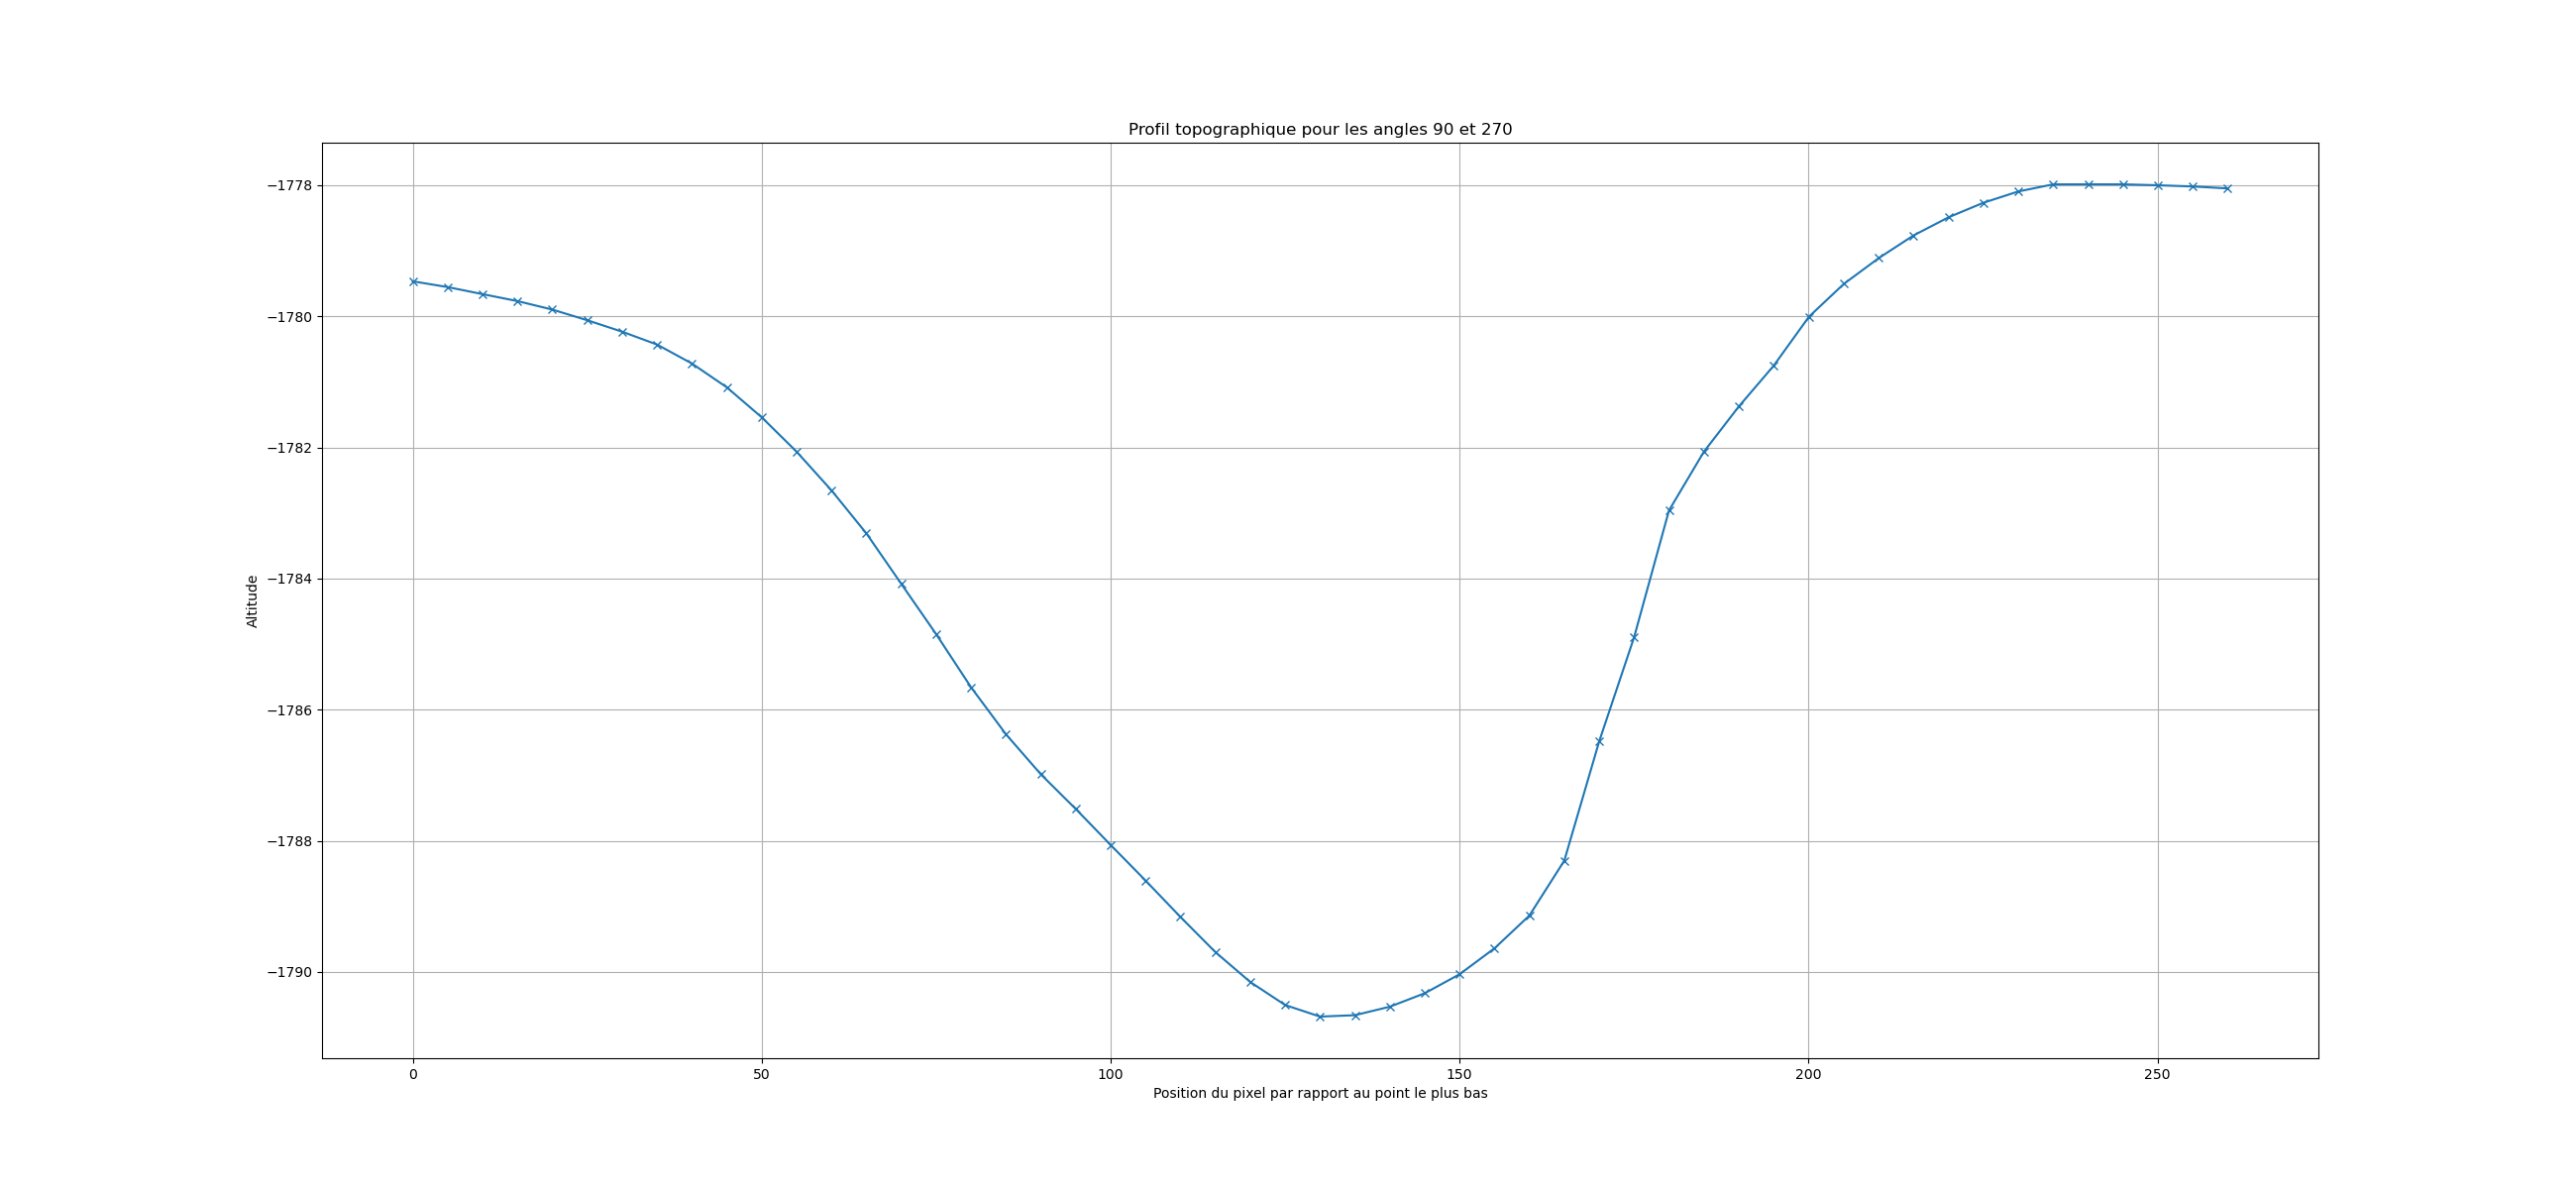 Profil topographique pour les angles 90 et 270
−1778
−1780
−1782
−1784
−1786
−1788
−1790
Altitude
0 50 100 150 200 250
Position du pixel par rapport au point le plus bas